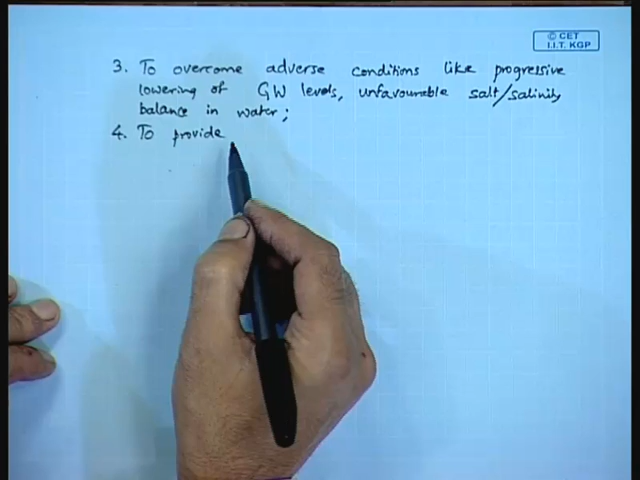 © CET
I.I.T. KGP
3. To overcome adverse conditions like progressive
lowering of GW levels, unfavourable salt/salinity
balance in water;
4. To provide